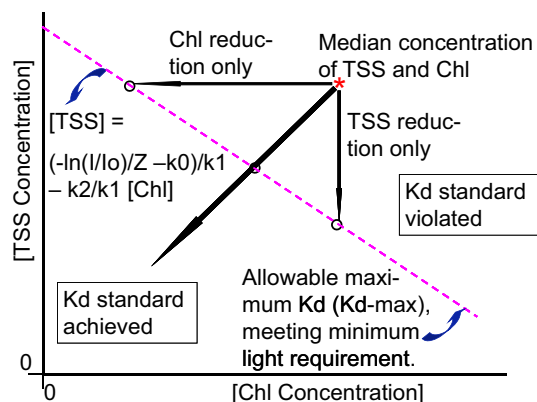 Chl reduc-
tion only
Median concentration
of TSS and Chl
*
[TSS] =
(-ln(I/Io)/Z –k0)/k1
– k2/k1 [Chl]
TSS reduc-
tion only
Kd standard
violated
Kd standard
achieved
Allowable maxi-
mum Kd (Kd-max),
meeting minimum
light requirement.
[TSS Concentration]
0
0
[Chl Concentration]